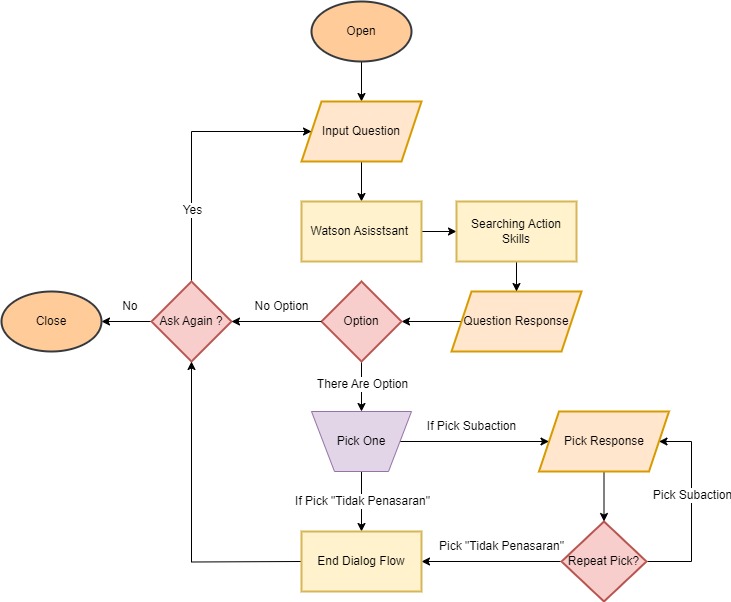 Open
Input Question
Yes
Watson Asisstsant
Searching Action
Skills
Close
No
Ask Again ?
No Option
Option
Question Response
There Are Option
Pick One
If Pick Subaction
Pick Response
If Pick "Tidak Penasaran"
Pick Subaction
End Dialog Flow
Pick "Tidak Penasaran"
Repeat Pick?